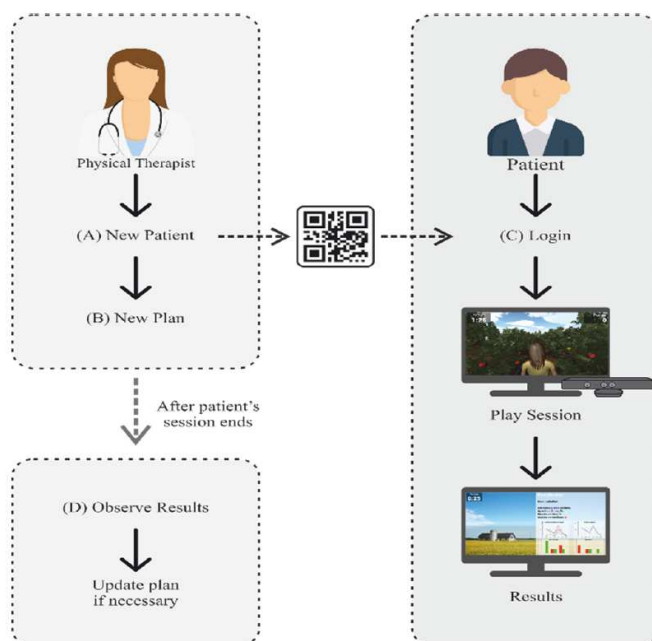 Physical Therapist
(A) New Patient
(B) New Plan
After patient's
session ends
(D) Observe Results
Update plan
if necessary
Patient
(C) Login
Play Session
Results